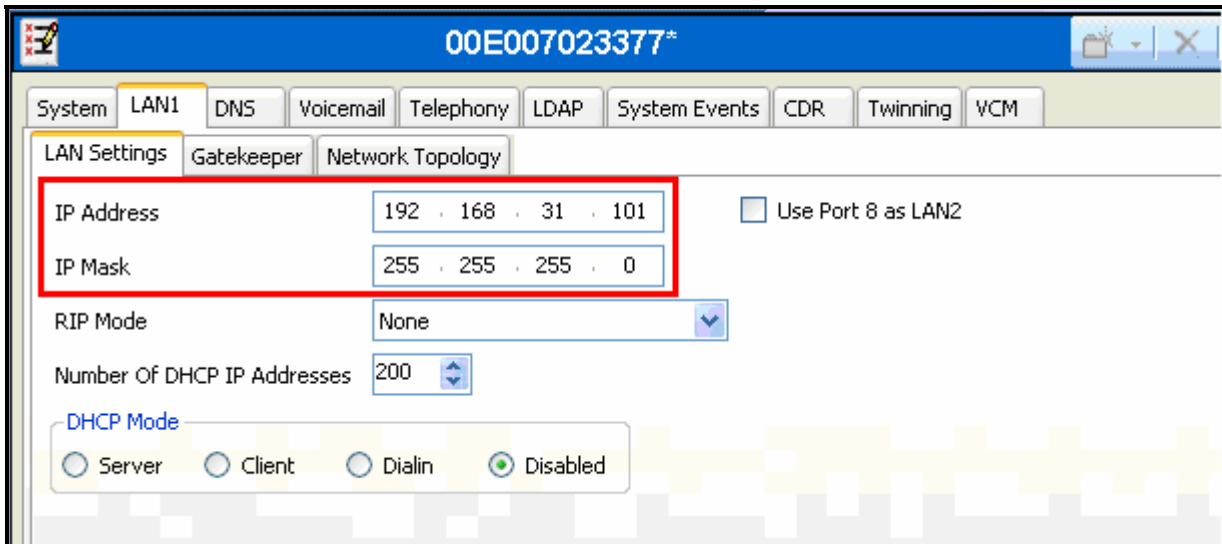 00E007023377*
System LAN1 DNS Voicemail Telephony LDAP System Events CDR Twinning VCM
LAN Settings Gatekeeper Network Topology
IP Address 192 . 168 . 31 . 101 Use Port 8 as LAN2
IP Mask 255 . 255 . 255 . 0
RIP Mode None
Number Of DHCP IP Addresses 200
DHCP Mode
Server Client Dialin Disabled